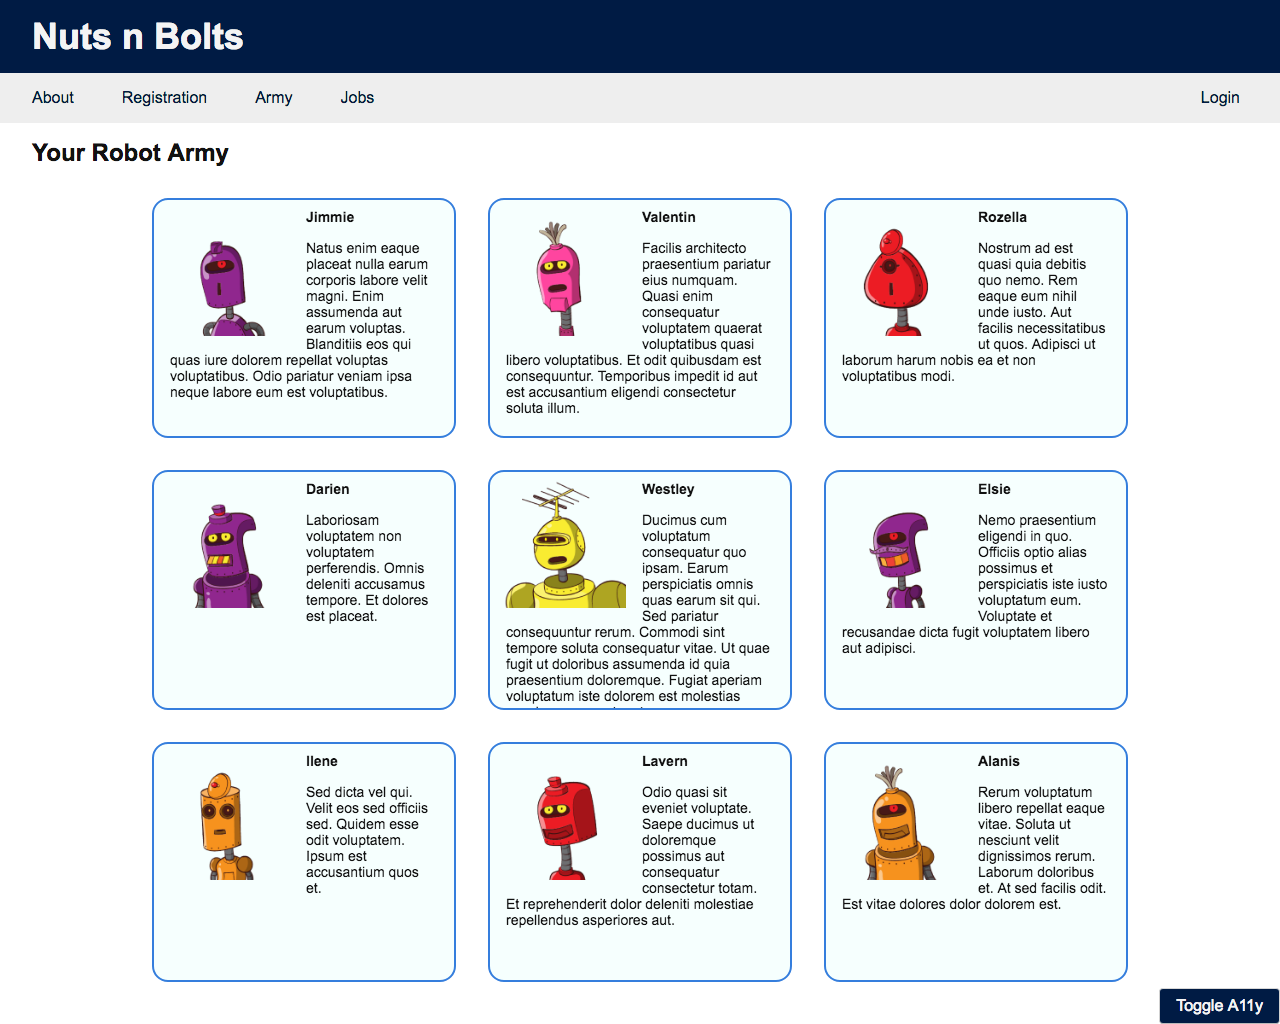 Nuts n Bolts
About Registration Army Jobs Login
Your Robot Army
Jimmie
Natus enim eaque
placeat nulla earum
corporis labore velit
magni. Enim
assumenda aut
earum voluptas.
Blanditiis eos qui
quas iure dolorem repellat voluptas
voluptatibus. Odio pariatur veniam ipsa
neque labore eum est voluptatibus.
Valentin
Facilis architecto
praesentium pariatur
eius numquam.
Quasi enim
consequatur
voluptatem quaerat
voluptatibus quasi
libero voluptatibus. Et odit quibusdam est
consequuntur. Temporibus impedit id aut
est accusantium eligendi consectetur
soluta illum.
Rozella
Nostrum ad est
quasi quia debitis
quo nemo. Rem
eaque eum nihil
unde iusto. Aut
facilis necessitatibus
ut quos. Adipisci ut
laborum harum nobis ea et non
voluptatibus modi.
Darien
Laboriosam
voluptatem non
voluptatem
perferendis. Omnis
deleniti accusamus
tempore. Et dolores
est placeat.
Westley
Ducimus cum
voluptatum
consequatur quo
ipsam. Earum
perspiciatis omnis
quas earum sit qui.
Sed pariatur
consequuntur rerum. Commodi sint
tempore soluta consequatur vitae. Ut quae
fugit ut doloribus assumenda id quia
praesentium doloremque. Fugiat aperiam
voluptatum iste dolorem est molestias
Elsie
Nemo praesentium
eligendi in quo.
Officiis optio alias
possimus et
perspiciatis iste iusto
voluptatum eum.
Voluptate et
recusandae dicta fugit voluptatem libero
aut adipisci.
Ilene
Sed dicta vel qui.
Velit eos sed officiis
sed. Quidem esse
odit voluptatem.
Ipsum est
accusantium quos
et.
Lavern
Odio quasi sit
eveniet voluptate.
Saepe ducimus ut
doloremque
possimus aut
consequatur
consectetur totam.
Et reprehenderit dolor deleniti molestiae
repellendus asperiores aut.
Alanis
Rerum voluptatum
libero repellat eaque
vitae. Soluta ut
nesciunt velit
dignissimos rerum.
Laborum doloribus
et. At sed facilis odit.
Est vitae dolores dolor dolorem est.
Toggle A11y